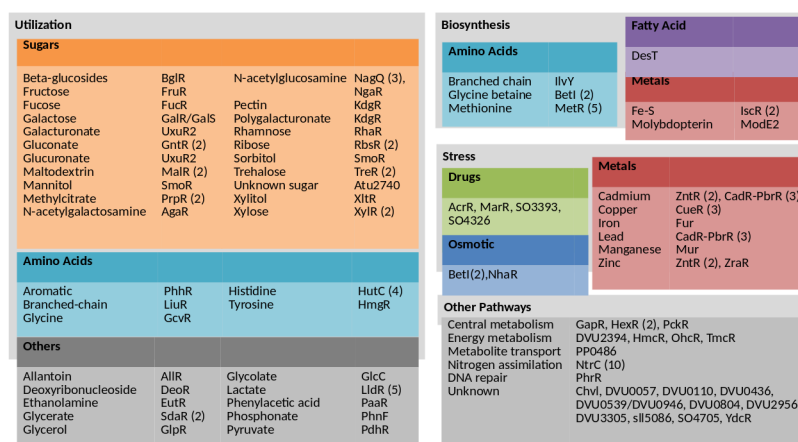 Utilization
Sugars
Beta-glucosides BglR N-acetylglucosamine NagQ (3),
Fructose FruR NgaR
Fucose FucR Pectin KdgR
Galactose GalR/GalS Polygalacturonate KdgR
Galacturonate UxuR2 Rhamnose RhaR
Gluconate GntR (2) Ribose RbsR (2)
Glucuronate UxuR2 Sorbitol SmoR
Maltodextrin MalR (2) Trehalose TreR (2)
Mannitol SmoR Unknown sugar Atu2740
Methylcitrate PrpR (2) Xylitol XltR
N-acetylgalactosamine AgaR Xylose XylR (2)
Amino Acids
Aromatic PhhR Histidine HutC (4)
Branched-chain LiuR Tyrosine HmgR
Glycine GcvR
Others
Allantoin AllR Glycolate GlcC
Deoxyribonucleoside DeoR Lactate LldR (5)
Ethanolamine EutR Phenylacetic acid PaaR
Glycerate SdaR (2) Phosphonate PhnF
Glycerol GlpR Pyruvate PdhR
Biosynthesis
Amino Acids
Branched chain IlvY
Glycine betaine BetI (2)
Methionine MetR (5)
Fatty Acid
DesT
Metals
Fe-S IscR (2)
Molybdopterin ModE2
Stress
Drugs
AcrR, MarR, SO3393,
SO4326
Osmotic
BetI(2),NhaR
Metals
Cadmium ZntR (2), CadR-PbrR (3)
Copper CueR (3)
Iron Fur
Lead CadR-PbrR (3)
Manganese Mur
Zinc ZntR (2), ZraR
Other Pathways
Central metabolism GapR, HexR (2), PckR
Energy metabolism DVU2394, HmcR, OhcR, TmcR
Metabolite transport PP0486
Nitrogen assimilation NtrC (10)
DNA repair PhrR
Unknown ChvI, DVU0057, DVU0110, DVU0436,
DVU0539/DVU0946, DVU0804, DVU2956
DVU3305, sll5086, SO4705, YdcR